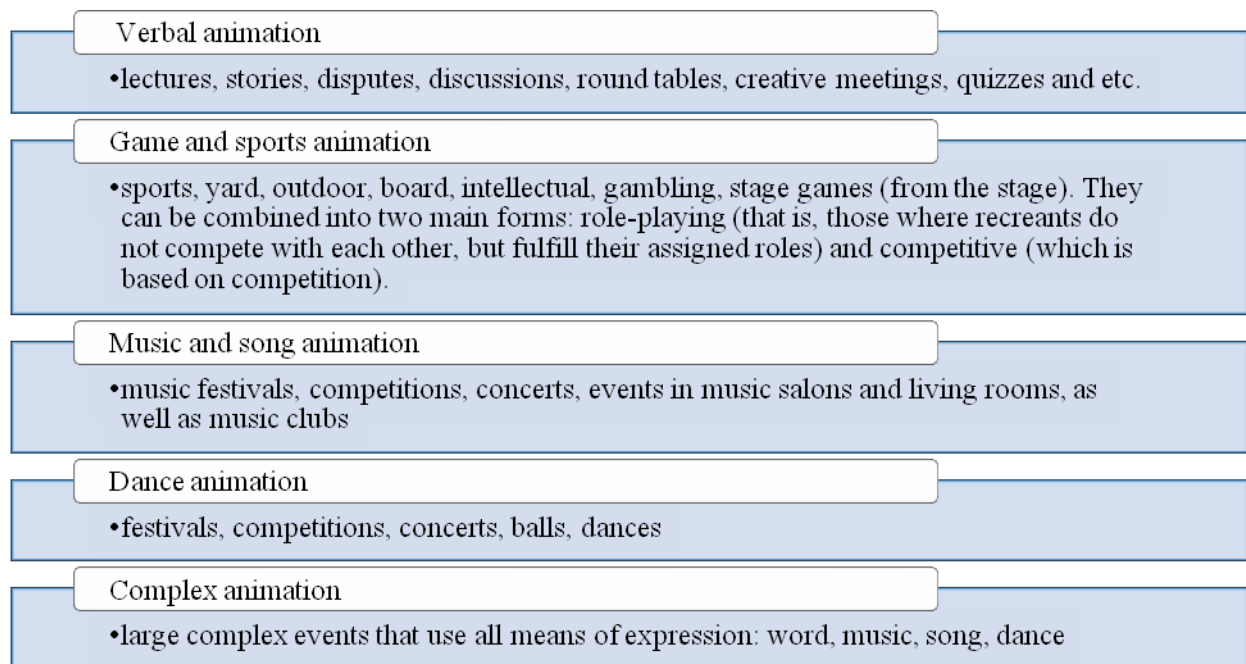 Verbal animation
•lectures, stories, disputes, discussions, round tables, creative meetings, quizzes and etc.
Game and sports animation
•sports, yard, outdoor, board, intellectual, gambling, stage games (from the stage). They
can be combined into two main forms: role-playing (that is, those where recreants do
not compete with each other, but fulfill their assigned roles) and competitive (which is
based on competition).
Music and song animation
•music festivals, competitions, concerts, events in music salons and living rooms, as
well as music clubs
Dance animation
•festivals, competitions, concerts, balls, dances
Complex animation
•large complex events that use all means of expression: word, music, song, dance